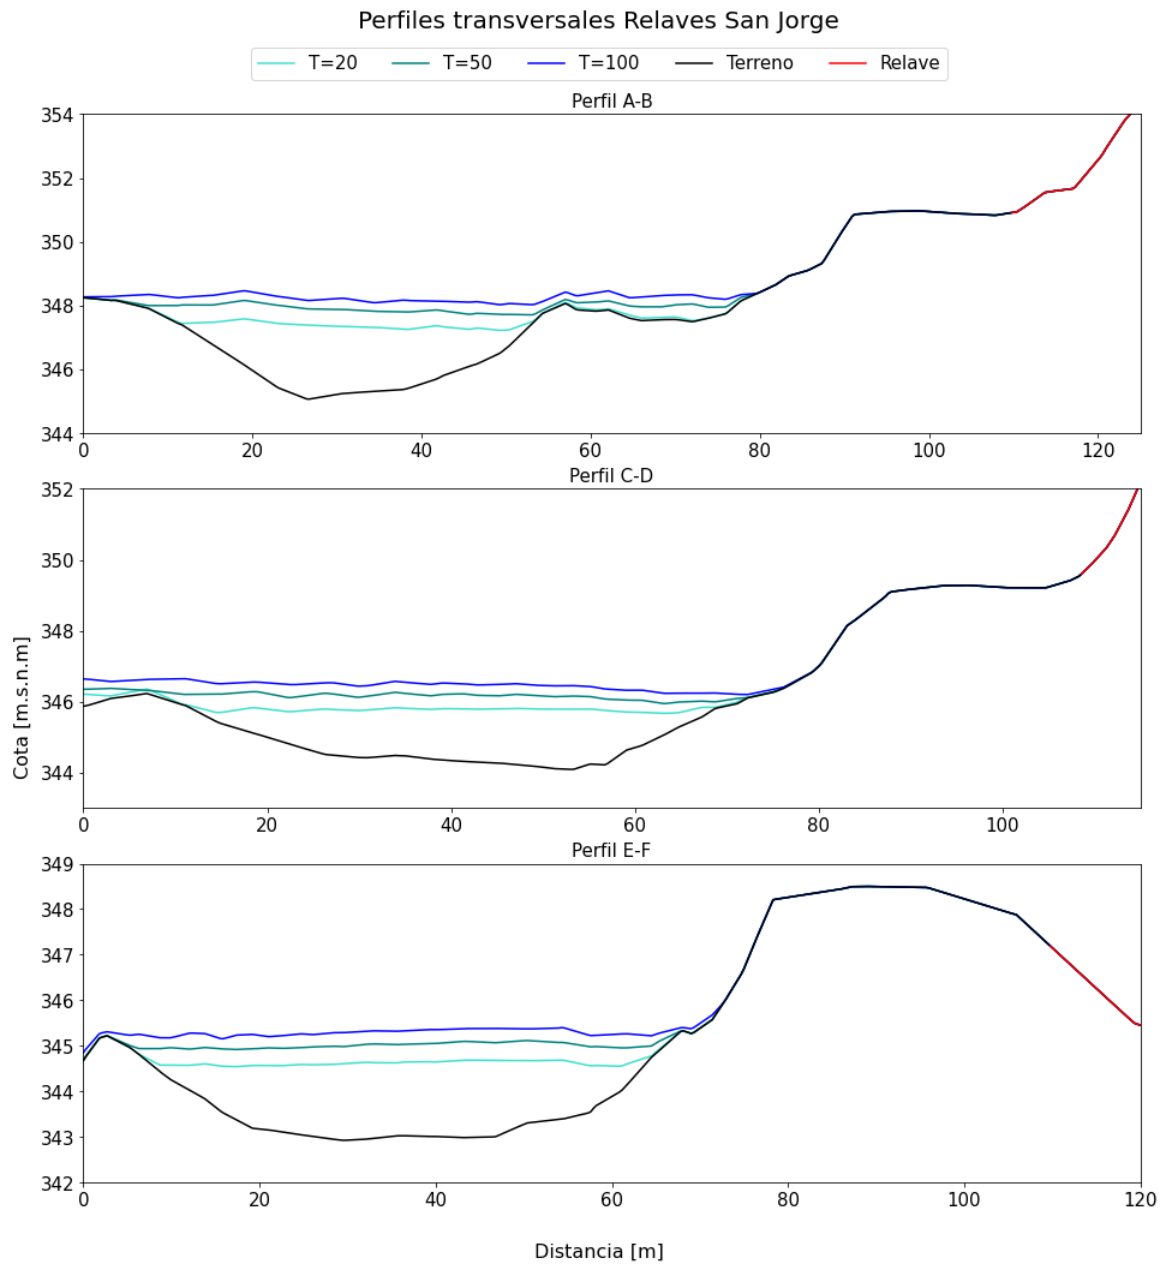 Perfiles transversales Relaves San Jorge
T=20 T=50 T=100 Terreno Relave
Perfil A-B
354
352
350
348
346
344
0 20 40 60 80 100 120
Perfil C-D
352
350
348
346
344
0 20 40 60 80 100
Cota [m.s.n.m]
Perfil E-F
349
348
347
346
345
344
343
342
0 20 40 60 80 100 120
Distancia [m]